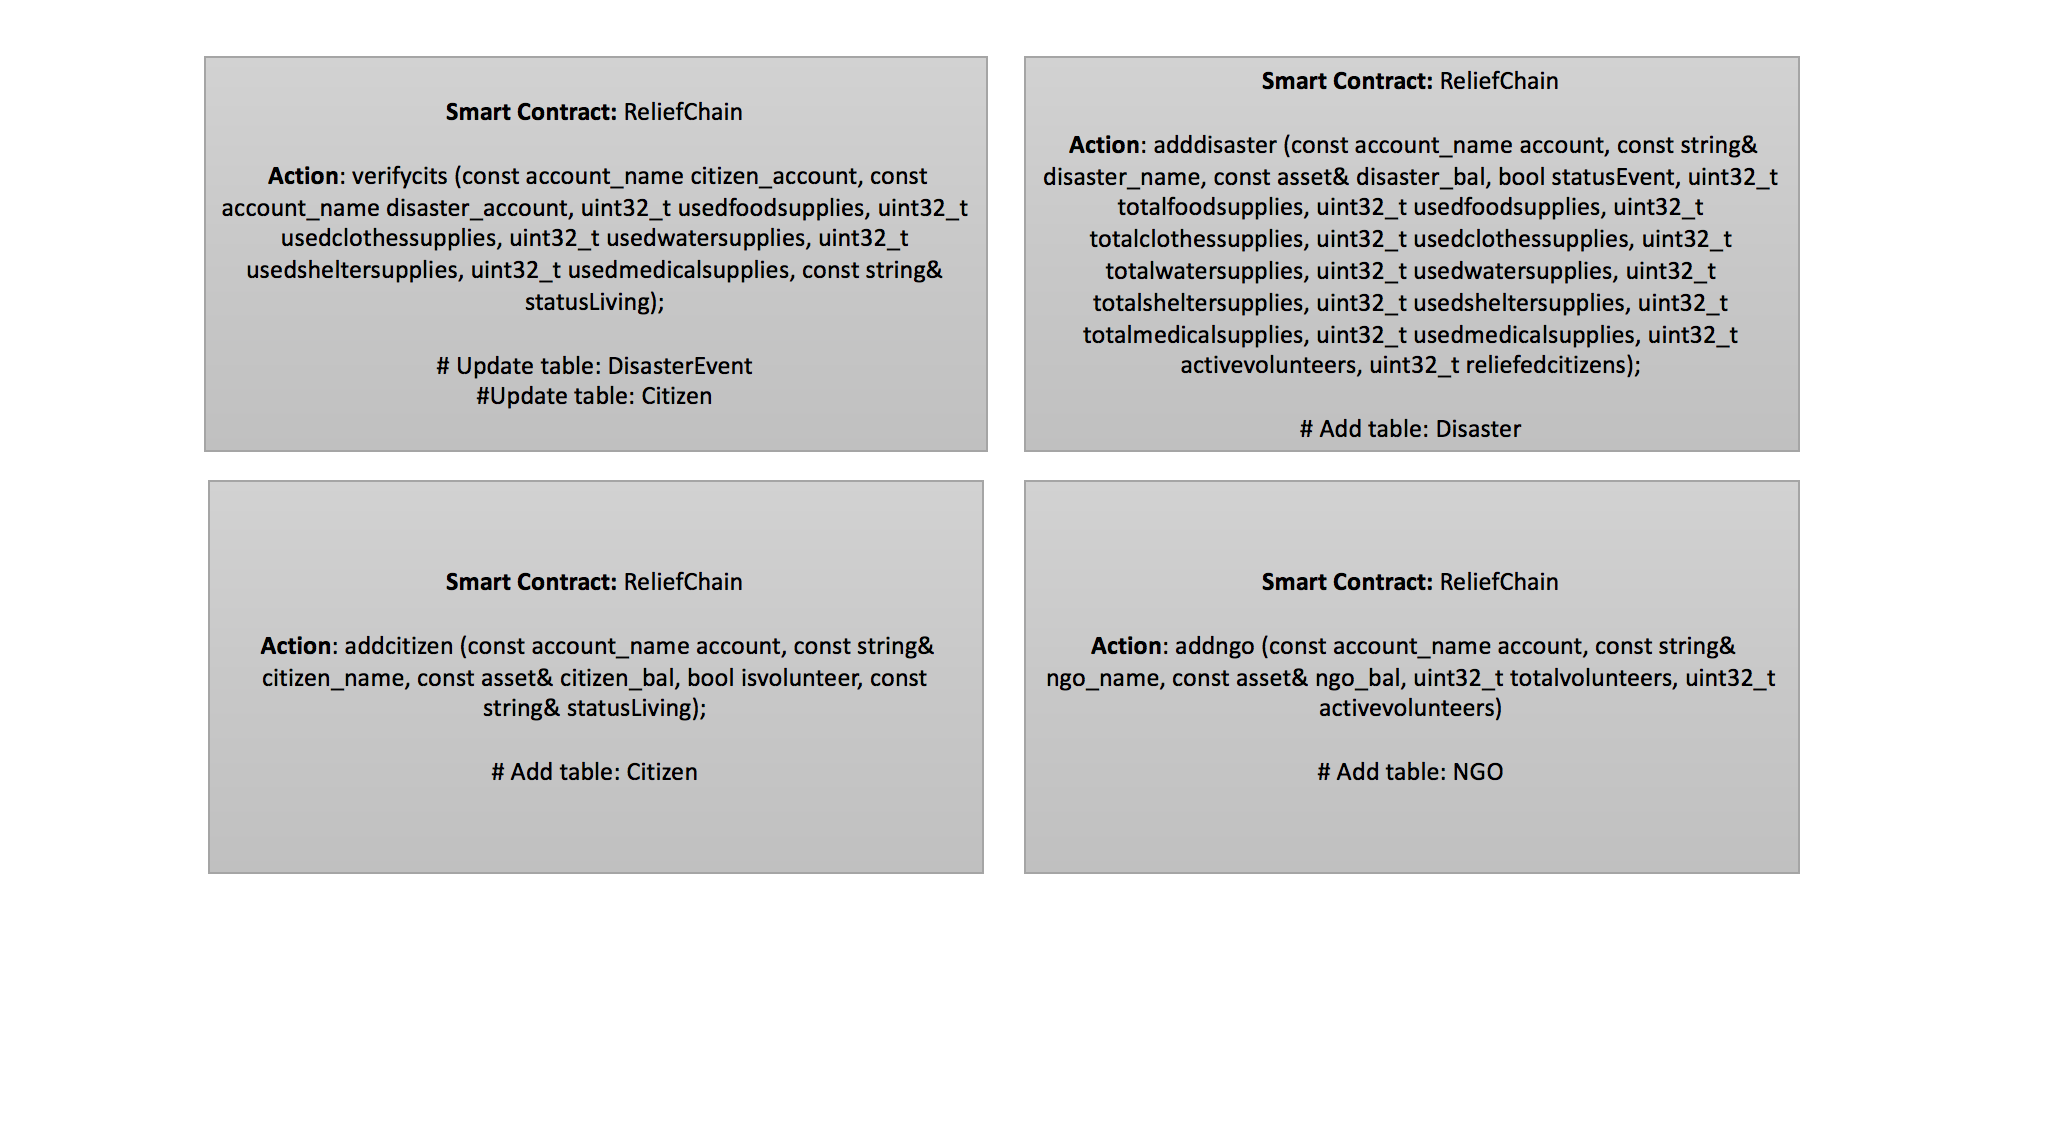 Smart Contract: ReliefChain
Action: verifycits (const account_name citizen_account, const
account_name disaster_account, uint32_t usedfoodsupplies, uint32_t
usedclothessupplies, uint32_t usedwatersupplies, uint32_t
usedsheltersupplies, uint32_t usedmedicalsupplies, const string&
statusLiving);
# Update table: DisasterEvent
#Update table: Citizen
Smart Contract: ReliefChain
Action: adddisaster (const account_name account, const string&
disaster_name, const asset& disaster_bal, bool statusEvent, uint32_t
totalfoodsupplies, uint32_t usedfoodsupplies, uint32_t
totalclothessupplies, uint32_t usedclothessupplies, uint32_t
totalwatersupplies, uint32_t usedwatersupplies, uint32_t
totalsheltersupplies, uint32_t usedsheltersupplies, uint32_t
totalmedicalsupplies, uint32_t usedmedicalsupplies, uint32_t
activevolunteers, uint32_t reliefedcitizens);
# Add table: Disaster
Smart Contract: ReliefChain
Action: addcitizen (const account_name account, const string&
citizen_name, const asset& citizen_bal, bool isvolunteer, const
string& statusLiving);
# Add table: Citizen
Smart Contract: ReliefChain
Action: addngo (const account_name account, const string&
ngo_name, const asset& ngo_bal, uint32_t totalvolunteers, uint32_t
activevolunteers)
# Add table: NGO